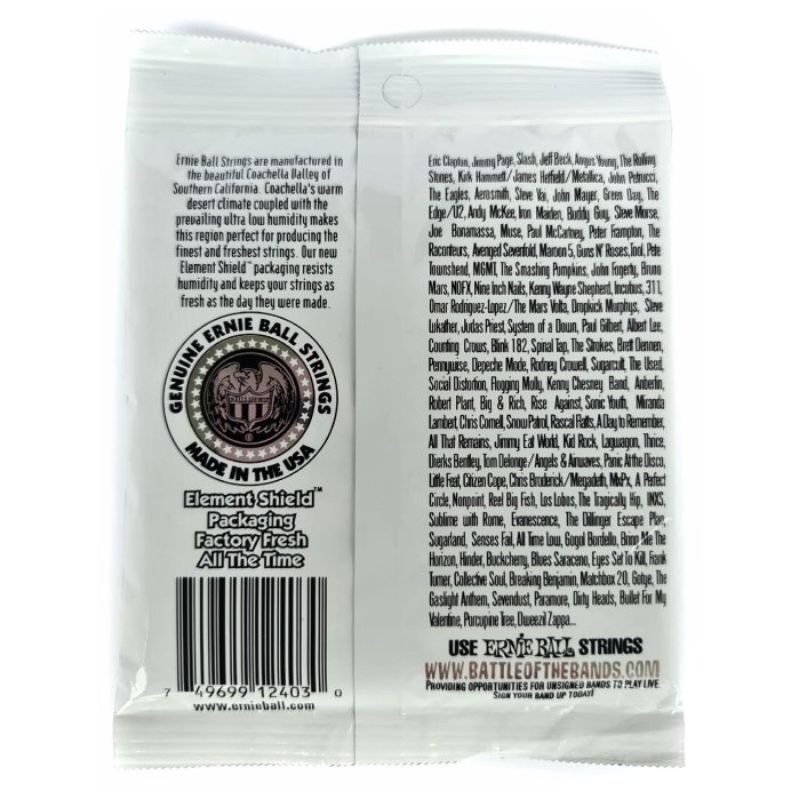 Ernie Ball Strings are manufactured in
the beautiful Coachella Valley of
Southern California. Coachella's warm
desert climate coupled with the
prevailing ultra low humidity makes
this region perfect for producing the
finest and freshest strings. Our new
Element Shield™ packaging resists
humidity and keeps your strings as
fresh as the day they were made.
GENUINE ERNIE BALL STRINGS
MADE IN THE USA
Element Shield™
Packaging
Factory Fresh
All The Time
7 49699 12403 0
www.ernieball.com
Eric Clapton, Jimmy Page, Slash, Jeff Beck, Angus Young, The Rolling
Stones, Kirk Hammett/James Hetfield/Metallica, John Petrucci,
The Eagles, Aerosmith, Steve Vai, John Mayer, Green Day, The
Edge/U2, Andy McKee, Iron Maiden, Buddy Guy, Steve Morse,
Joe Bonamassa, Muse, Paul McCartney, Peter Frampton, The
Raconteurs, Avenged Sevenfold, Maroon 5, Guns N' Roses, Tool, Pete
Townshend, MGMT, The Smashing Pumpkins, John Fogerty, Bruno
Mars, NOFX, Nine Inch Nails, Kenny Wayne Shepherd, Incubus, 311,
Omar Rodriguez-Lopez/The Mars Volta, Dropkick Murphys, Steve
Lukather, Judas Priest, System of a Down, Paul Gilbert, Albert Lee,
Counting Crows, Blink 182, Spinal Tap, The Strokes, Brett Dennen,
Pennywise, Depeche Mode, Rodney Crowell, Sugarcult, The Used,
Social Distortion, Flogging Molly, Kenny Chesney Band, Anberlin,
Robert Plant, Big & Rich, Rise Against, Sonic Youth, Miranda
Lambert, Chris Cornell, Snow Patrol, Rascal Flatts, A Day to Remember,
All That Remains, Jimmy Eat World, Kid Rock, Lagwagon, Thrice,
Dierks Bentley, Tom Delonge/Angels & Airwaves, Panic At the Disco,
Little Feat, Citizen Cope, Chris Broderick/Megadeth, MxPx, A Perfect
Circle, Nonpoint, Reel Big Fish, Los Lobos, The Tragically Hip, INXS,
Sublime with Rome, Evanescence, The Dillinger Escape Plan,
Sugarland, Senses Fail, All Time Low, Gogol Bordello, Bring Me The
Horizon, Hinder, Buckcherry, Blues Saraceno, Eyes Set To Kill, Frank
Turner, Collective Soul, Breaking Benjamin, Matchbox 20, Gotye, The
Gaslight Anthem, Sevendust, Paramore, Dirty Heads, Bullet For My
Valentine, Porcupine Tree, Dweezil Zappa...
USE ERNIE BALL STRINGS
WWW.BATTLEOFTHEBANDS.COM
PROVIDING OPPORTUNITIES FOR UNSIGNED BANDS TO PLAY LIVE
SIGN YOUR BAND UP TODAY!